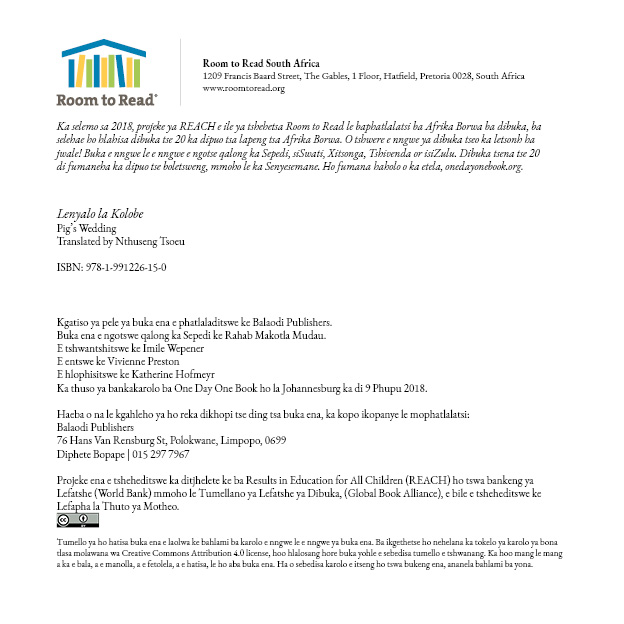 Room to Read®
Room to Read South Africa
1209 Francis Baard Street, The Gables, 1 Floor, Hatfield, Pretoria 0028, South Africa
www.roomtoread.org
Ka selemo sa 2018, projeke ya REACH e ile ya tshehetsa Room to Read le baphatlalatsi ba Afrika Borwa ba dibuka, ba
selehae ho hlahisa dibuka tse 20 ka dipuo tsa lapeng tsa Afrika Borwa. O tshwere e nngwe ya dibuka tseo ka letsonh ha
jwale! Buka e nngwe le e nngwe e ngotse qalong ka Sepedi, siSwati, Xitsonga, Tshivenda or isiZulu. Dibuka tsena tse 20
di fumaneha ka dipuo tse boletsweng, mmoho le ka Senyesemane. Ho fumana haholo o ka etela, onedayonebook.org.
Lenyalo la Kolobe
Pig's Wedding
Translated by Nthuseng Tsoeu
ISBN: 978-1-991226-15-0
Kgatiso ya pele ya buka ena e phatlaladitswe ke Balaodi Publishers.
Buka ena e ngotswe qalong ka Sepedi ke Rahab Makotla Mudau.
E tshwantshitswe ke Imile Wepener
E entswe ke Vivienne Preston
E hlophisitswe ke Katherine Hofmeyr
Ka thuso ya bankakarolo ba One Day One Book ho la Johannesburg ka di 9 Phupu 2018.
Haeba o na le kgahleho ya ho reka dikhopi tse ding tsa buka ena, ka kopo ikopanye le mophatlalatsi:
Balaodi Publishers
76 Hans Van Rensburg St, Polokwane, Limpopo, 0699
Diphete Bopape | 015 297 7967
Projeke ena e tsheheditswe ka ditjhelete ke ba Results in Education for All Children (REACH) ho tswa bankeng ya
Lefatshe (World Bank) mmoho le Tumellano ya Lefatshe ya Dibuka, (Global Book Alliance), e bile e tsheheditswe ke
Lefapha la Thuto ya Motheo.
cc BY
Tumello ya ho hatisa buka ena e laolwa ke bahlami ba karolo e nngwe le e nngwe ya buka ena. Ba ikgethetse ho nehelana ka tokelo ya karolo ya bona
tlasa molawana wa Creative Commons Attribution 4.0 license, hoo hlalosang hore buka yohle e sebedisa tumello e tshwanang. Ka hoo mang le mang
a ka e bala, a e manolla, a e fetolela, a e hatisa, le ho aba buka ena. Ha o sebedisa karolo e itseng ho tswa bukeng ena, ananela bahlami ba yona.